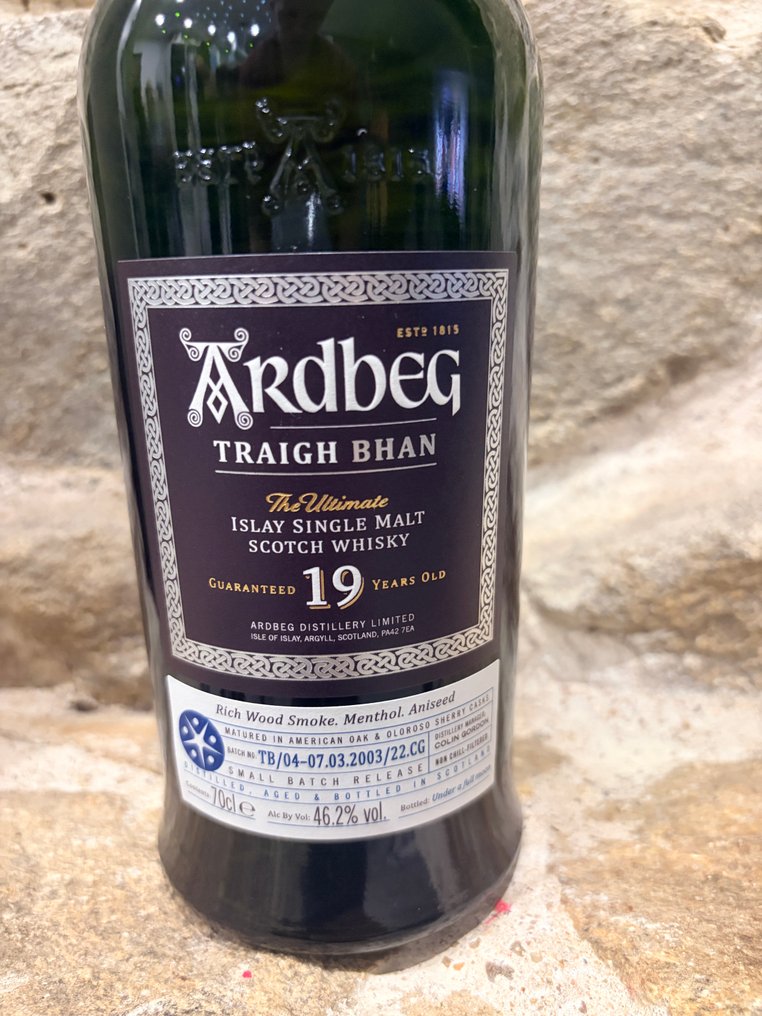 ESTD 1815
ESTD 1815
ARDBEG
TRAIGH BHAN
The Ultimate
ISLAY SINGLE MALT
SCOTCH WHISKY
GUARANTEED 19 YEARS OLD
ARDBEG DISTILLERY LIMITED
ISLE OF ISLAY, ARGYLL, SCOTLAND, PA42 7EA
Rich Wood Smoke. Menthol. Aniseed
MATURED IN AMERICAN OAK & OLOROSO SHERRY CASKS
BATCH NO. TB/04-07.03.2003/22.CG
DISTILLERY MANAGER
COLIN GORDON
SMALL BATCH RELEASE
NON CHILL-FILTERED
DISTILLED, AGED & BOTTLED IN SCOTLAND
Contents: 70cl e
Alc By Vol: 46.2% vol.
Bottled: Under a full moon